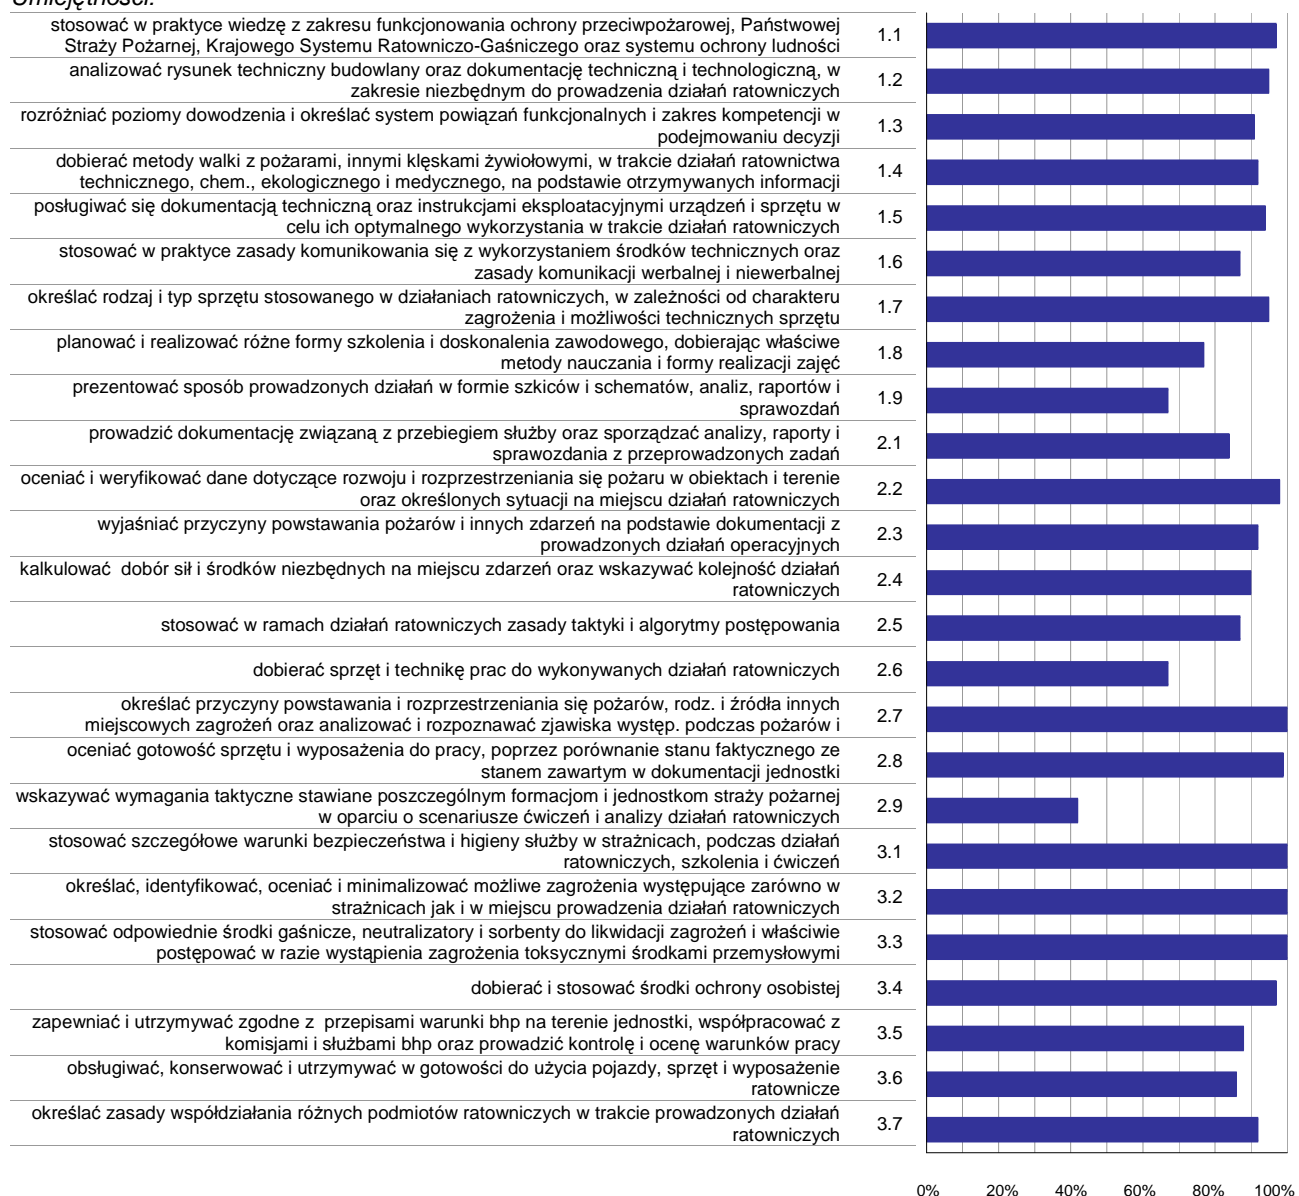 Umiejętności:
stosować w praktyce wiedzę z zakresu funkcjonowania ochrony przeciwpożarowej, Państwowej
Straży Pożarnej, Krajowego Systemu Ratowniczo-Gaśniczego oraz systemu ochrony ludności
1.1
analizować rysunek techniczny budowlany oraz dokumentację techniczną i technologiczną, w
zakresie niezbędnym do prowadzenia działań ratowniczych
1.2
rozróżniać poziomy dowodzenia i określać system powiązań funkcjonalnych i zakres kompetencji w
podejmowaniu decyzji
1.3
dobierać metody walki z pożarami, innymi klęskami żywiołowymi, w trakcie działań ratownictwa
technicznego, chem., ekologicznego i medycznego, na podstawie otrzymywanych informacji
1.4
posługiwać się dokumentacją techniczną oraz instrukcjami eksploatacyjnymi urządzeń i sprzętu w
celu ich optymalnego wykorzystania w trakcie działań ratowniczych
1.5
stosować w praktyce zasady komunikowania się z wykorzystaniem środków technicznych oraz
zasady komunikacji werbalnej i niewerbalnej
1.6
określać rodzaj i typ sprzętu stosowanego w działaniach ratowniczych, w zależności od charakteru
zagrożenia i możliwości technicznych sprzętu
1.7
planować i realizować różne formy szkolenia i doskonalenia zawodowego, dobierając właściwe
metody nauczania i formy realizacji zajęć
1.8
prezentować sposób prowadzonych działań w formie szkiców i schematów, analiz, raportów i
sprawozdań
1.9
prowadzić dokumentację związaną z przebiegiem służby oraz sporządzać analizy, raporty i
sprawozdania z przeprowadzonych zadań
2.1
oceniać i weryfikować dane dotyczące rozwoju i rozprzestrzeniania się pożaru w obiektach i terenie
oraz określonych sytuacji na miejscu działań ratowniczych
2.2
wyjaśniać przyczyny powstawania pożarów i innych zdarzeń na podstawie dokumentacji z
prowadzonych działań operacyjnych
2.3
kalkulować  dobór sił i środków niezbędnych na miejscu zdarzeń oraz wskazywać kolejność działań
ratowniczych
2.4
stosować w ramach działań ratowniczych zasady taktyki i algorytmy postępowania
2.5
dobierać sprzęt i technikę prac do wykonywanych działań ratowniczych
2.6
określać przyczyny powstawania i rozprzestrzeniania się pożarów, rodz. i źródła innych
miejscowych zagrożeń oraz analizować i rozpoznawać zjawiska występ. podczas pożarów i
2.7
oceniać gotowość sprzętu i wyposażenia do pracy, poprzez porównanie stanu faktycznego ze
stanem zawartym w dokumentacji jednostki
2.8
wskazywać wymagania taktyczne stawiane poszczególnym formacjom i jednostkom straży pożarnej
w oparciu o scenariusze ćwiczeń i analizy działań ratowniczych
2.9
stosować szczegółowe warunki bezpieczeństwa i higieny służby w strażnicach, podczas działań
ratowniczych, szkolenia i ćwiczeń
3.1
określać, identyfikować, oceniać i minimalizować możliwe zagrożenia występujące zarówno w
strażnicach jak i w miejscu prowadzenia działań ratowniczych
3.2
stosować odpowiednie środki gaśnicze, neutralizatory i sorbenty do likwidacji zagrożeń i właściwie
postępować w razie wystąpienia zagrożenia toksycznymi środkami przemysłowymi
3.3
dobierać i stosować środki ochrony osobistej
3.4
zapewniać i utrzymywać zgodne z  przepisami warunki bhp na terenie jednostki, współpracować z
komisjami i służbami bhp oraz prowadzić kontrolę i ocenę warunków pracy
3.5
obsługiwać, konserwować i utrzymywać w gotowości do użycia pojazdy, sprzęt i wyposażenie
ratownicze
3.6
określać zasady współdziałania różnych podmiotów ratowniczych w trakcie prowadzonych działań
ratowniczych
3.7
0% 20% 40% 60% 80% 100%